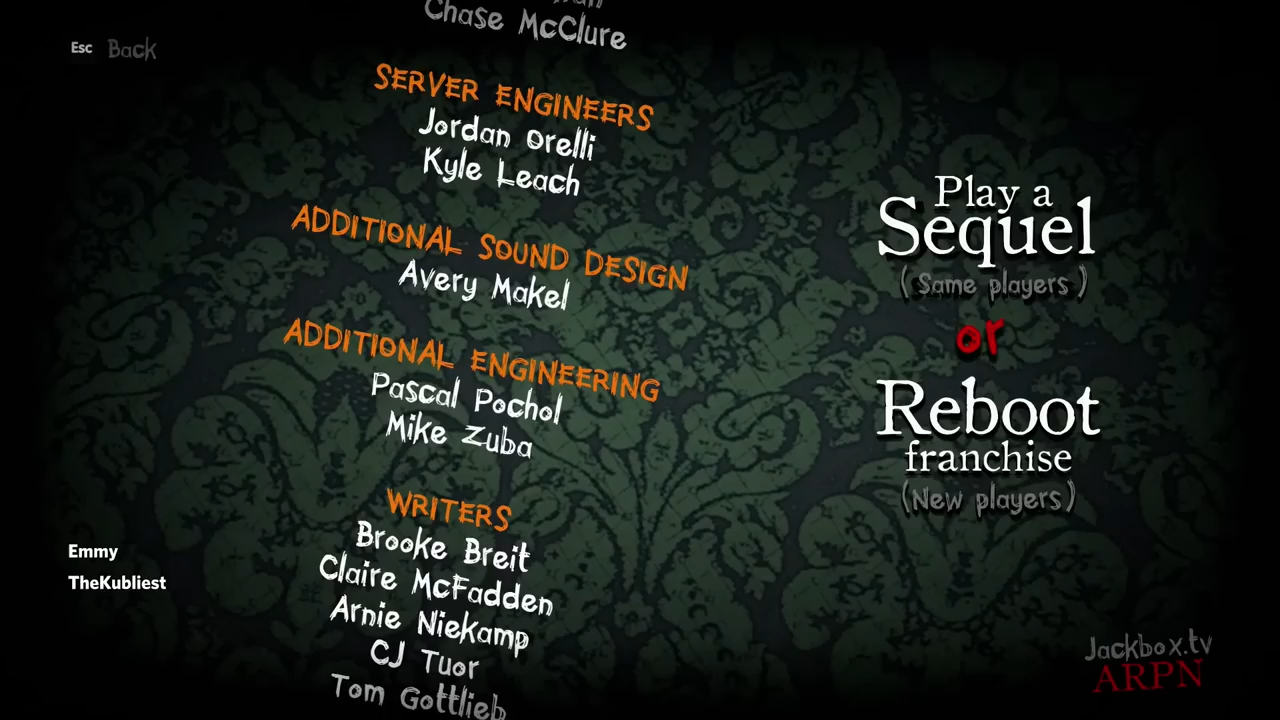 Chase McClure
Esc Back
SERVER ENGINEERS
Jordan Orelli
Kyle Leach
ADDITIONAL SOUND DESIGN
Avery Makel
ADDITIONAL ENGINEERING
Pascal Pochol
Mike Zuba
WRITERS
Brooke Breit
Claire McFadden
Arnie Niekamp
CJ Tuor
Tom Gottlieb
Play a
Sequel
(Same players)
or
Reboot
franchise
(New players)
Emmy
TheKubliest
Jackbox.tv
ARPN